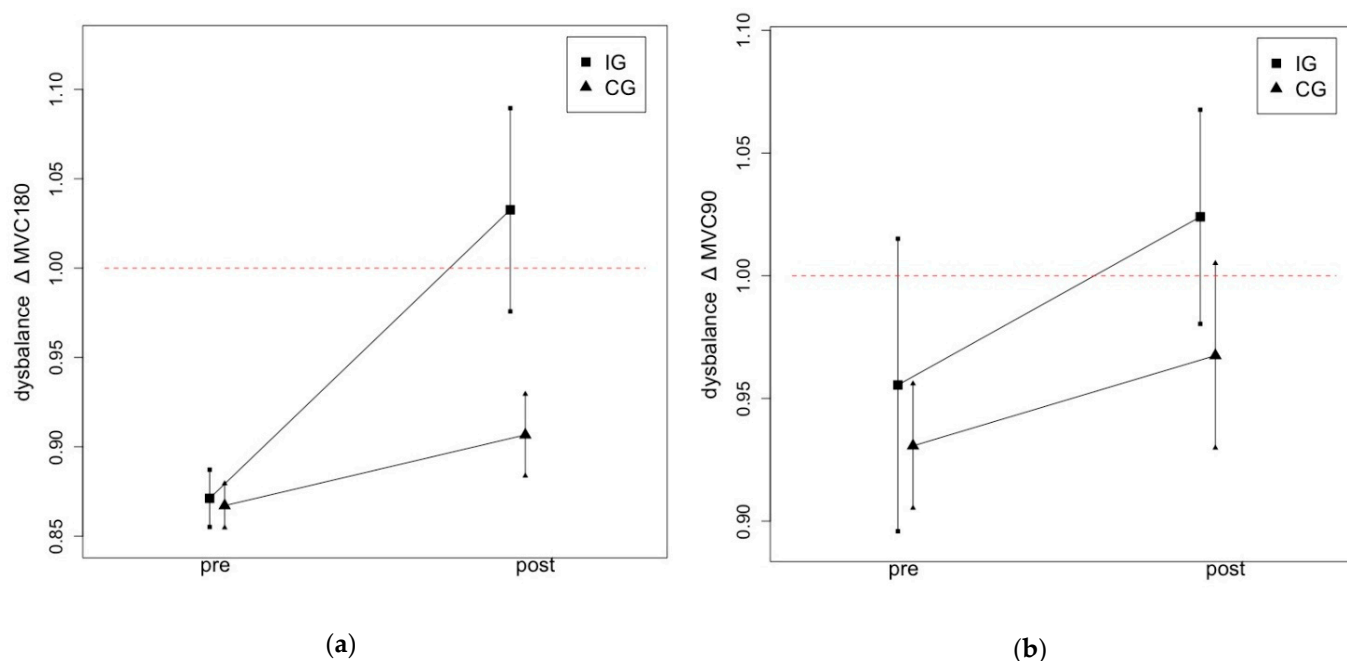 dysbalance Δ MVC180
1.10
1.05
1.00
0.95
0.90
0.85
IG
CG
pre
post
(a)
dysbalance Δ MVC90
1.10
1.05
1.00
0.95
0.90
IG
CG
pre
post
(b)